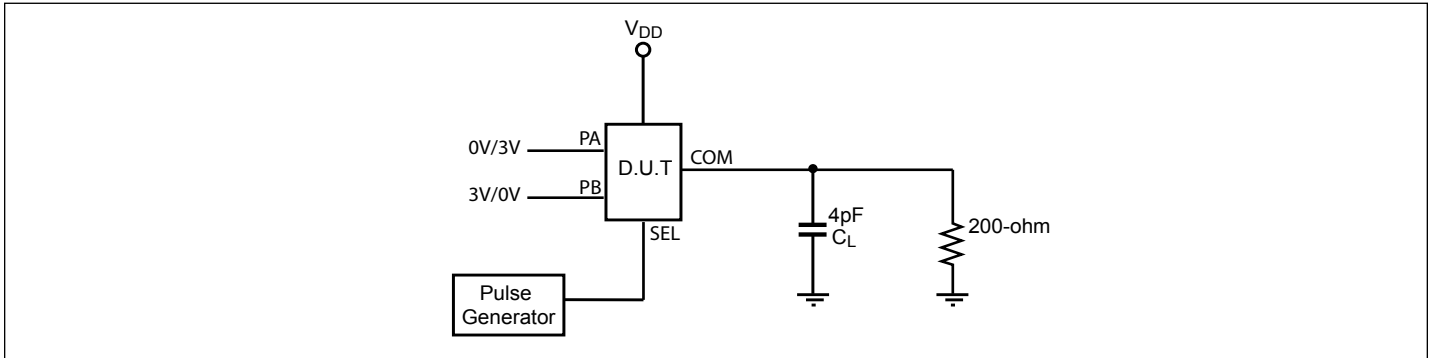 VDD
0V/3V
PA
D.U.T
COM
3V/0V
PB
SEL
4pF
CL
200-ohm
Pulse
Generator